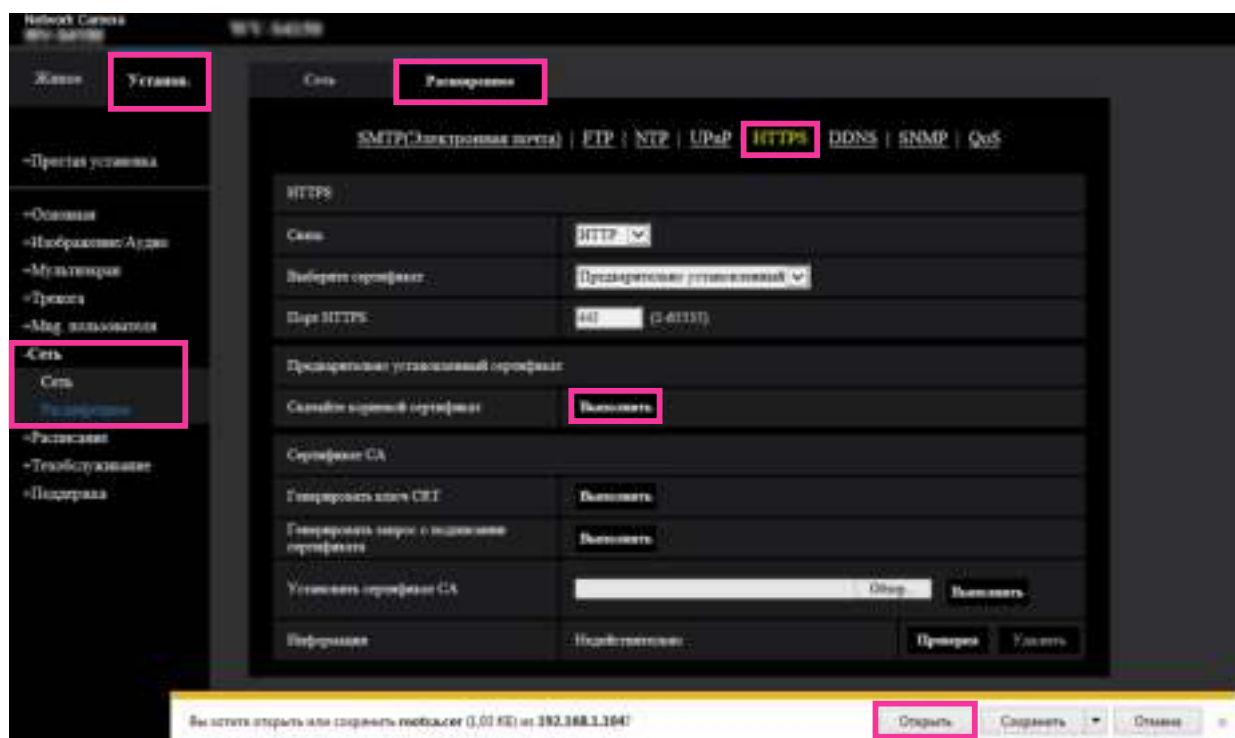 Network Camera
Живое Установ.
Сеть Расширенное
SMTP(Электронная почта) | FTP | NTP | UPnP HTTPS DDNS | SNMP | QoS
+Простая установка
HTTPS
+Основная
Связь HTTP
+Изображение/Аудио
+Мультиэкран
Выберите сертификат Предварительно установленный
+Тревога
+Mng. пользователя
Порт HTTPS 443 (1-65535)
-Сеть
Предварительно установленный сертификат
Сеть
Расширенное
Скачайте корневой сертификат Выполнить
+Расписание
+Техобслуживание
Сертификат CA
+Поддержка
Генерировать ключ CRT Выполнить
Генерировать запрос о подписании сертификата Выполнить
Установить сертификат CA Обзор... Выполнить
Информация Недействительно Проверка Удалить
Вы хотите открыть или сохранить rootca.cer (1,03 КБ) из 192.168.1.104?
Открыть Сохранить Отмена ×